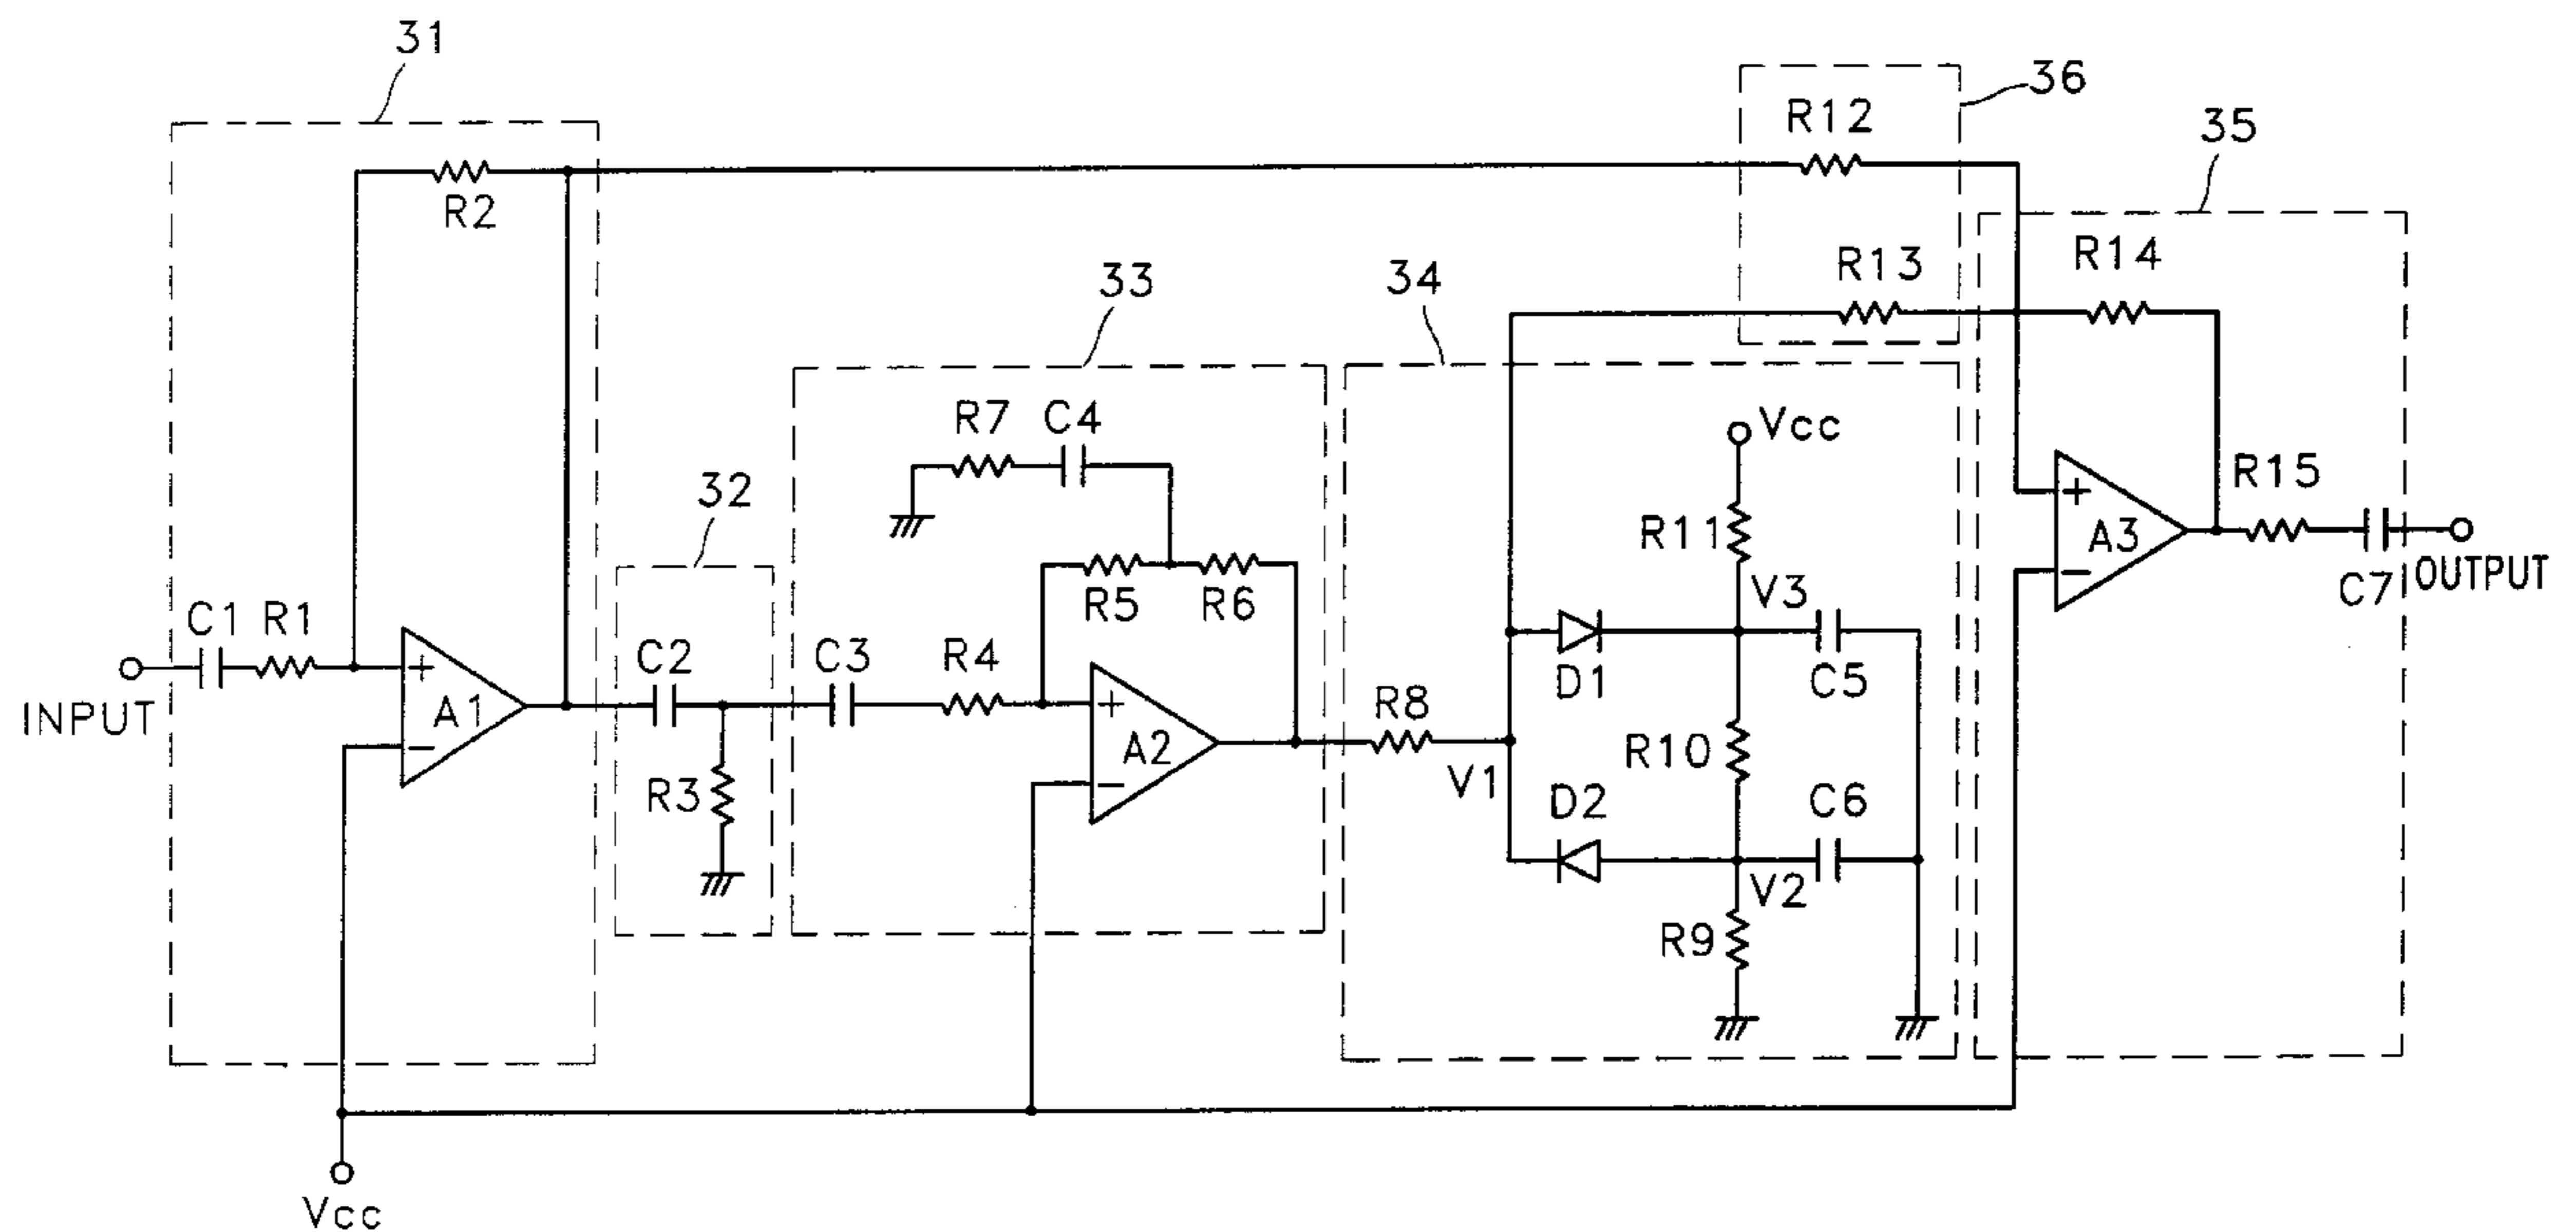 31
36
R12
35
R2
R13
R14
33
34
R7
C4
Vcc
32
R11
R15
A3
R5
R6
V3
C7
OUTPUT
C1
R1
+
−
C2
C3
R4
D1
C5
INPUT
A1
+
−
R8
A2
+
−
R10
R3
V1
D2
C6
V2
R9
Vcc